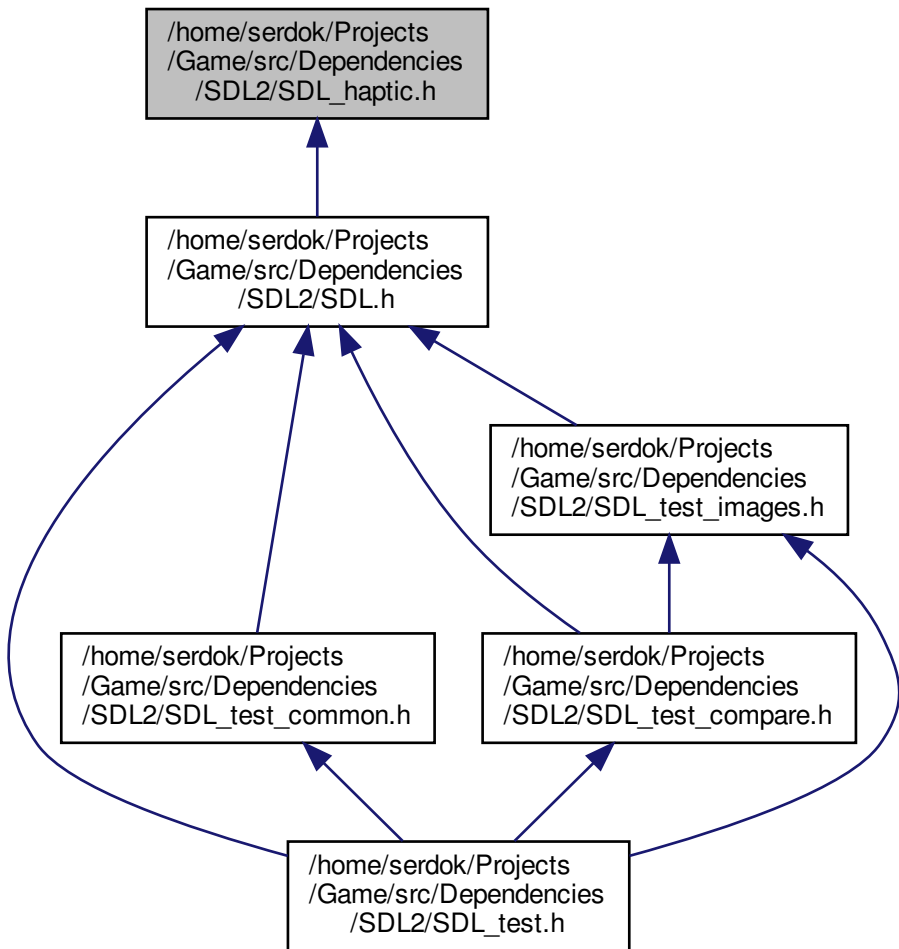 /home/serdok/Projects
/Game/src/Dependencies
/SDL2/SDL_haptic.h
/home/serdok/Projects
/Game/src/Dependencies
/SDL2/SDL.h
/home/serdok/Projects
/Game/src/Dependencies
/SDL2/SDL_test_images.h
/home/serdok/Projects
/Game/src/Dependencies
/SDL2/SDL_test_common.h
/home/serdok/Projects
/Game/src/Dependencies
/SDL2/SDL_test_compare.h
/home/serdok/Projects
/Game/src/Dependencies
/SDL2/SDL_test.h